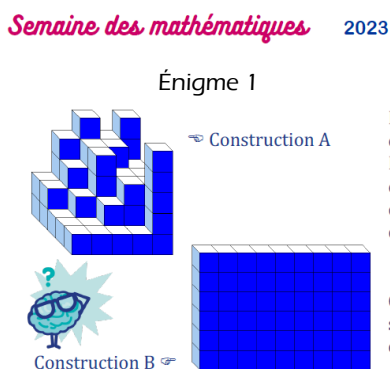 Semaine des mathématiques 2023
Énigme 1
☜ Construction A
?
Construction B ☞